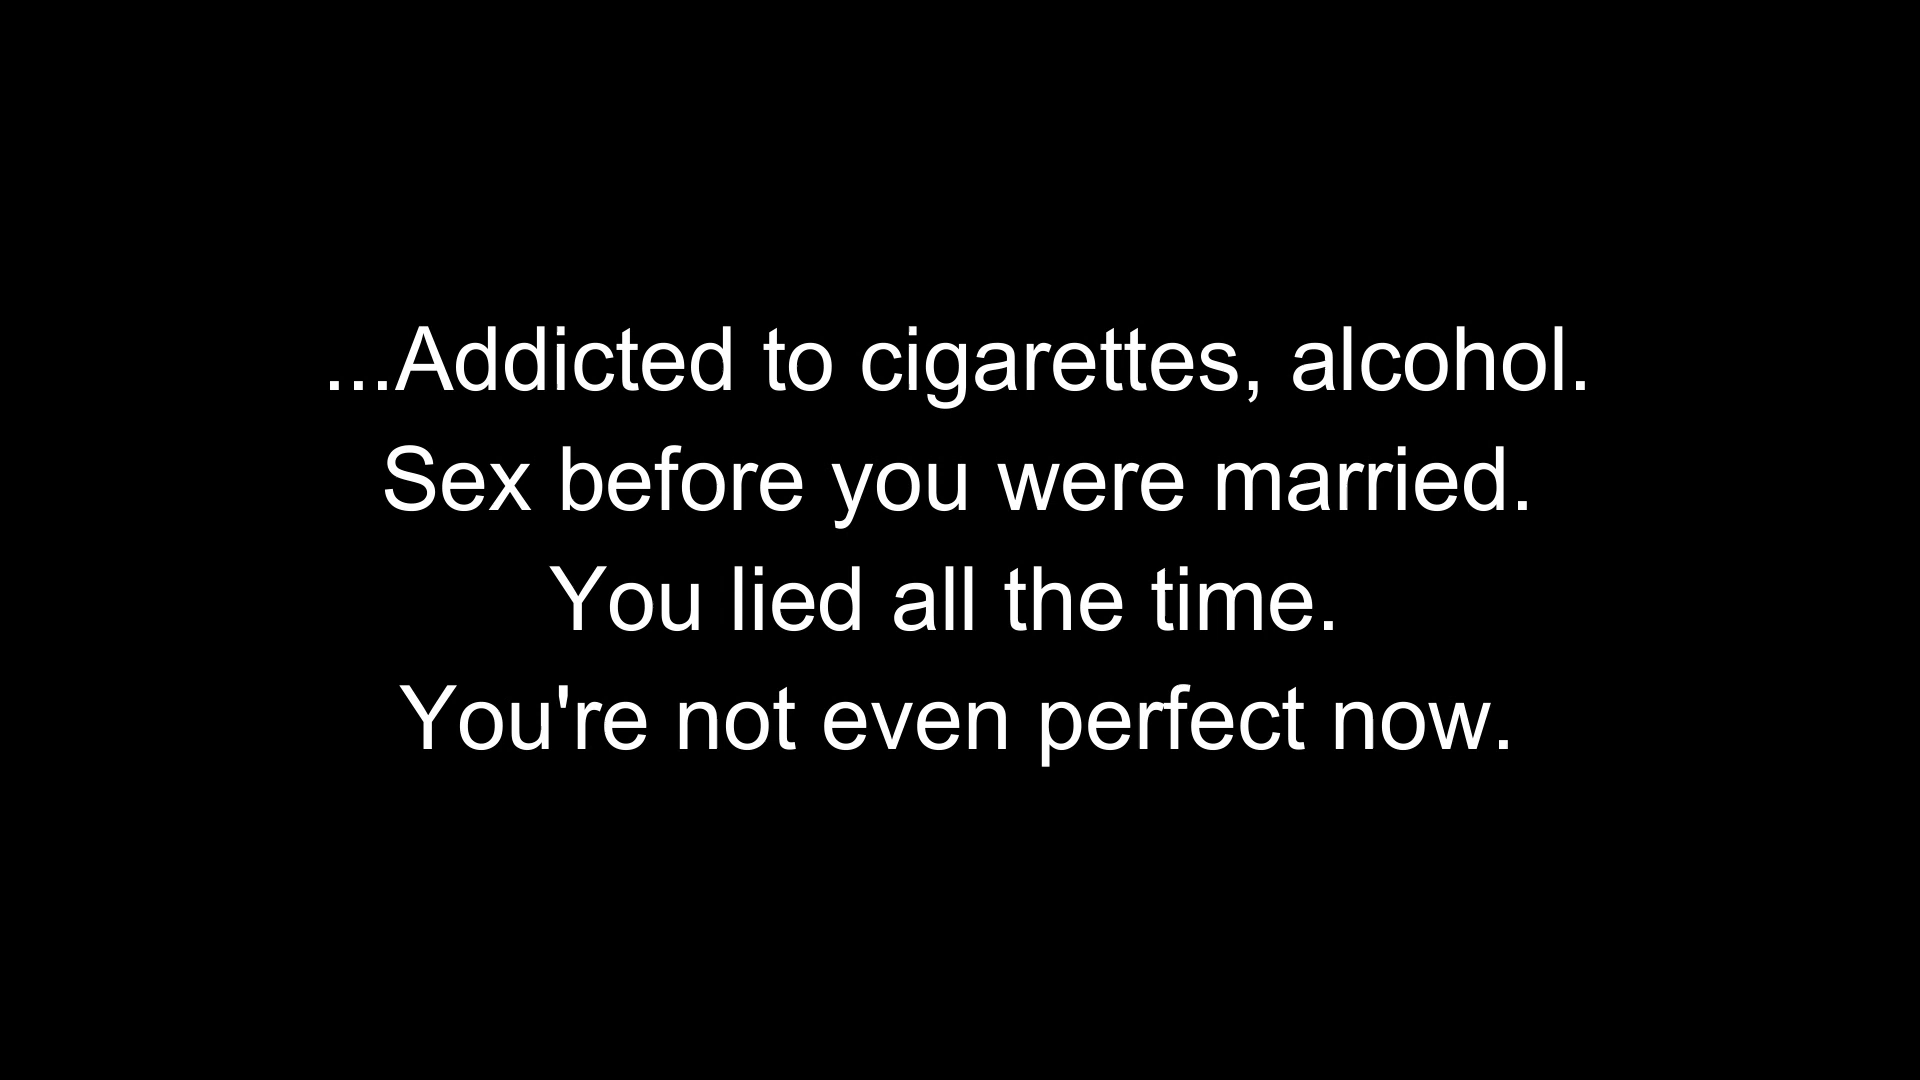 ...Addicted to cigarettes, alcohol.
Sex before you were married.
You lied all the time.
You're not even perfect now.